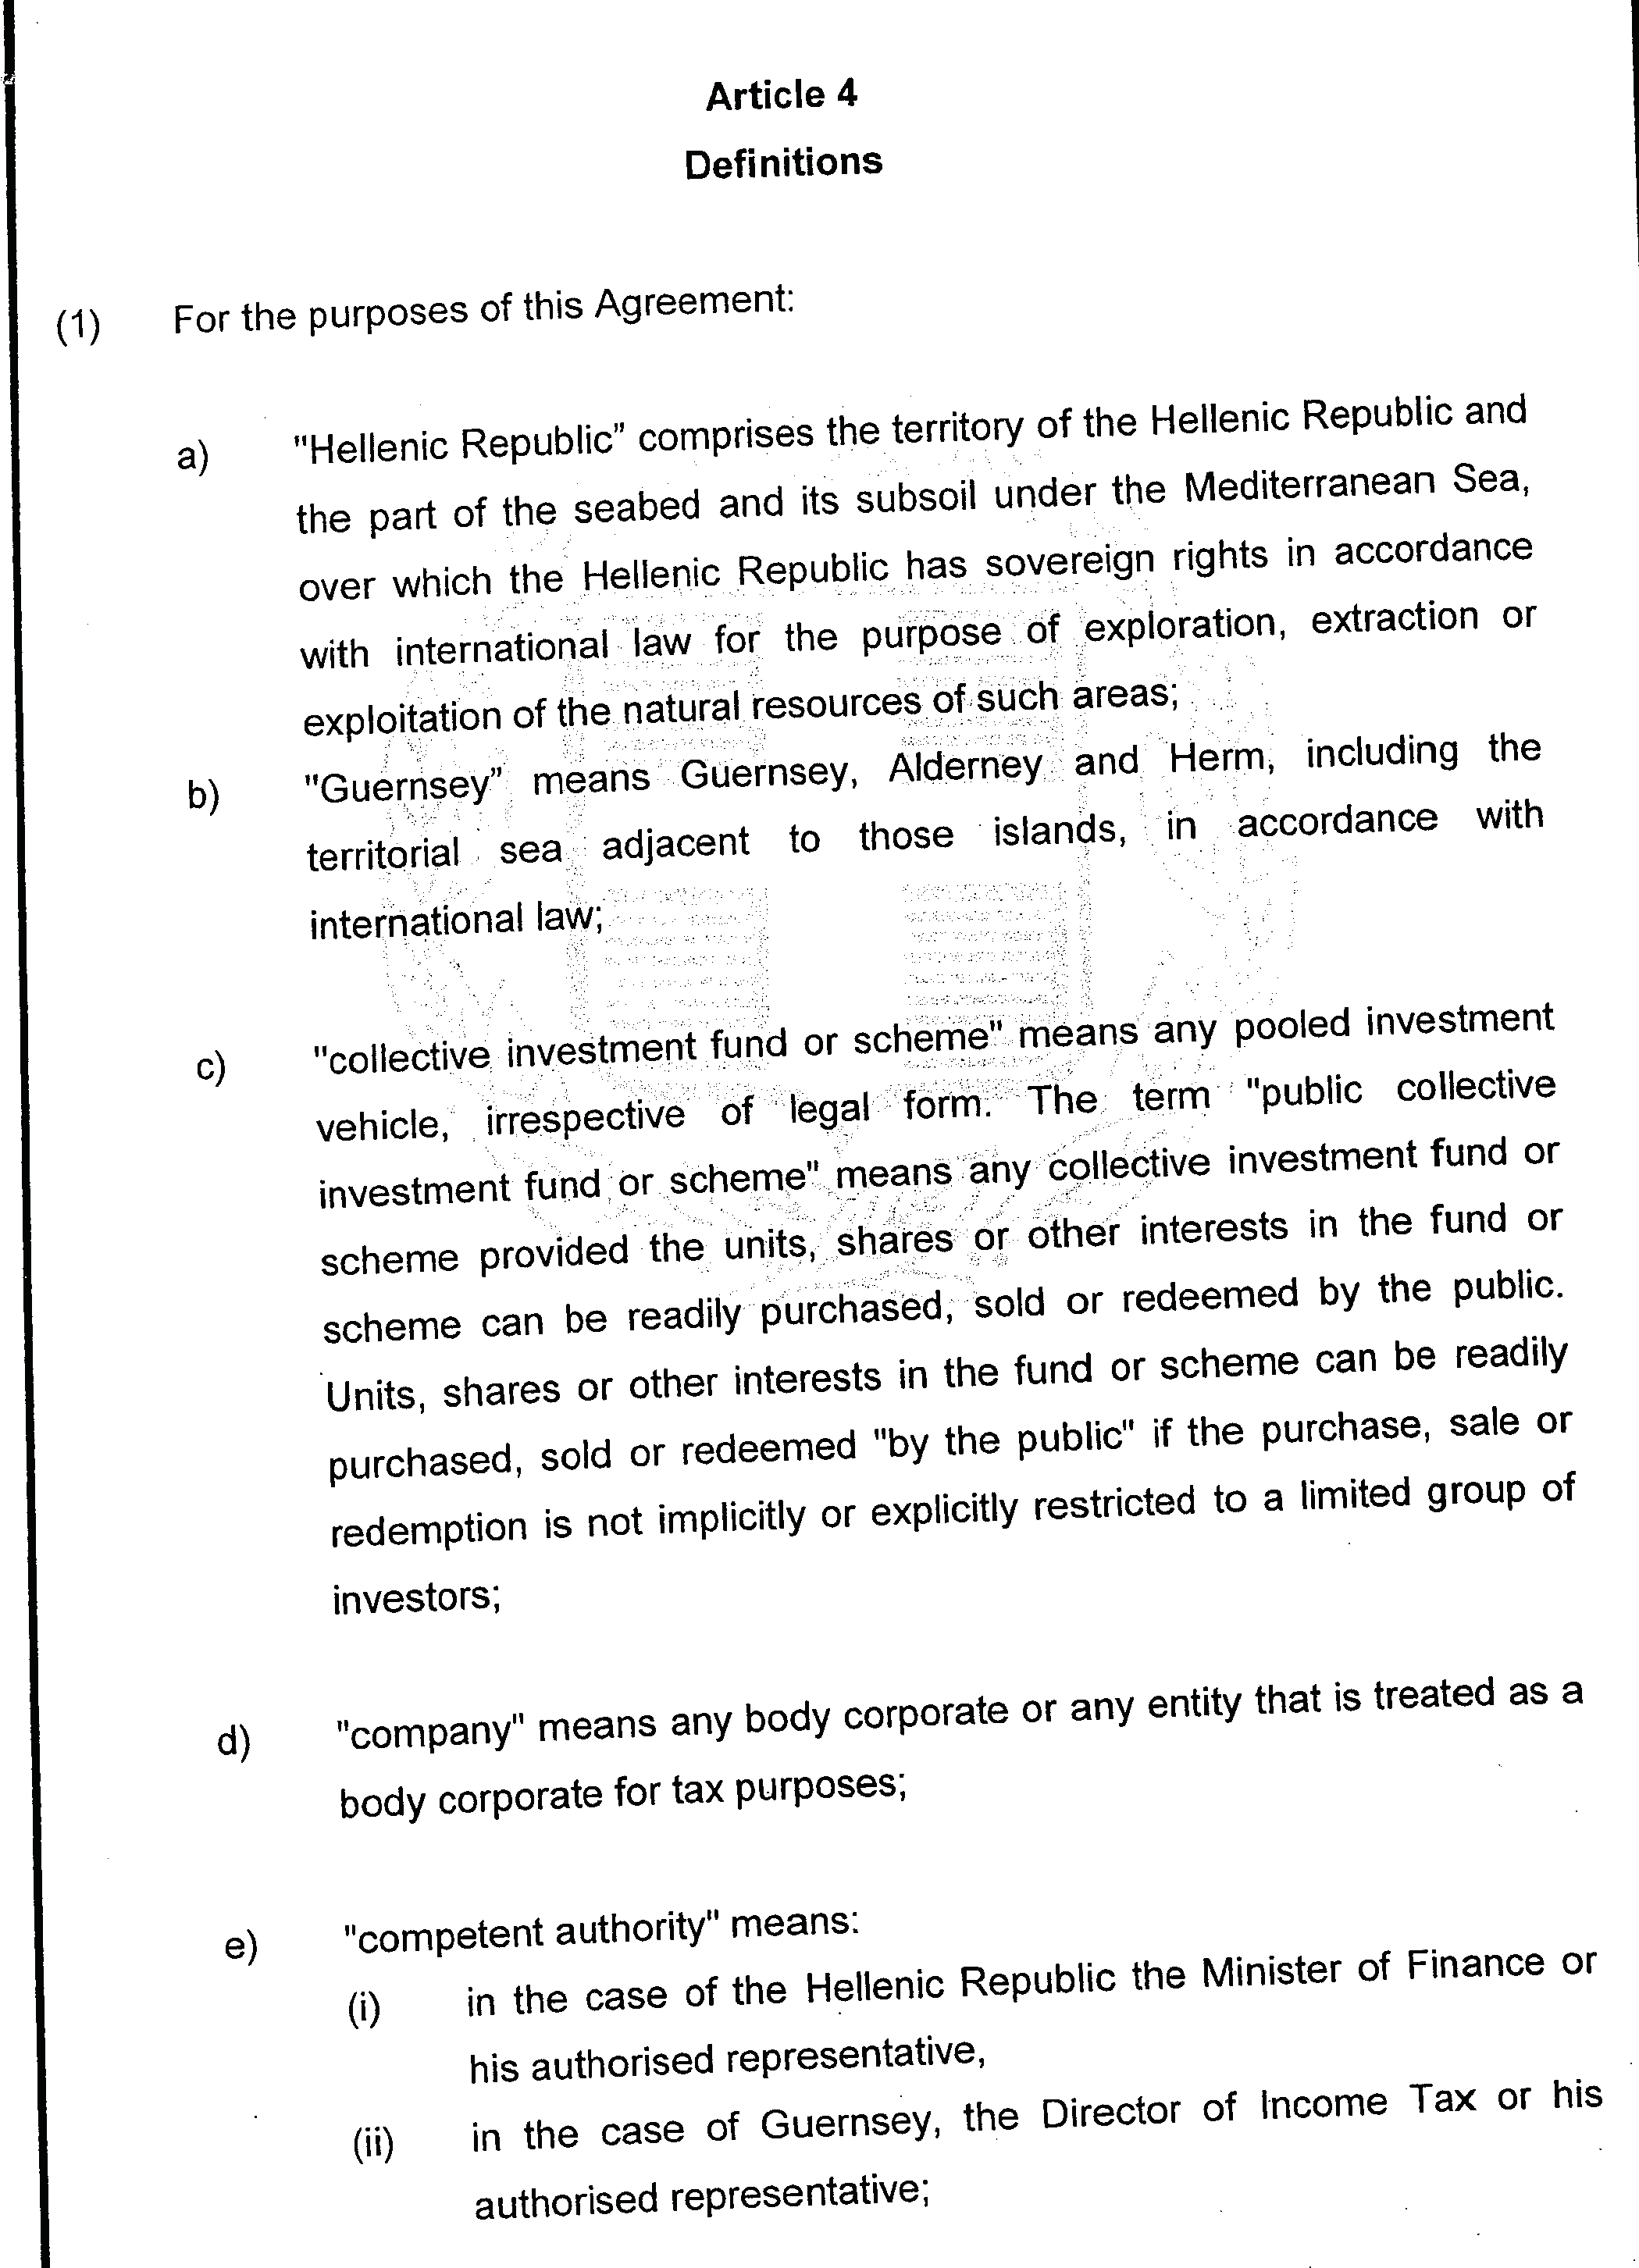 Article 4
Definitions
(1) For the purposes of this Agreement:
a) "Hellenic Republic" comprises the territory of the Hellenic Republic and
the part of the seabed and its subsoil under the Mediterranean Sea,
over which the Hellenic Republic has sovereign rights in accordance
with international law for the purpose of exploration, extraction or
exploitation of the natural resources of such areas;
b) "Guernsey" means Guernsey, Alderney and Herm, including the
territorial sea adjacent to those islands, in accordance with
international law;
c) "collective investment fund or scheme" means any pooled investment
vehicle, irrespective of legal form. The term "public collective
investment fund or scheme" means any collective investment fund or
scheme provided the units, shares or other interests in the fund or
scheme can be readily purchased, sold or redeemed by the public.
Units, shares or other interests in the fund or scheme can be readily
purchased, sold or redeemed "by the public" if the purchase, sale or
redemption is not implicitly or explicitly restricted to a limited group of
investors;
d) "company" means any body corporate or any entity that is treated as a
body corporate for tax purposes;
e) "competent authority" means:
(i) in the case of the Hellenic Republic the Minister of Finance or
his authorised representative,
(ii) in the case of Guernsey, the Director of Income Tax or his
authorised representative;